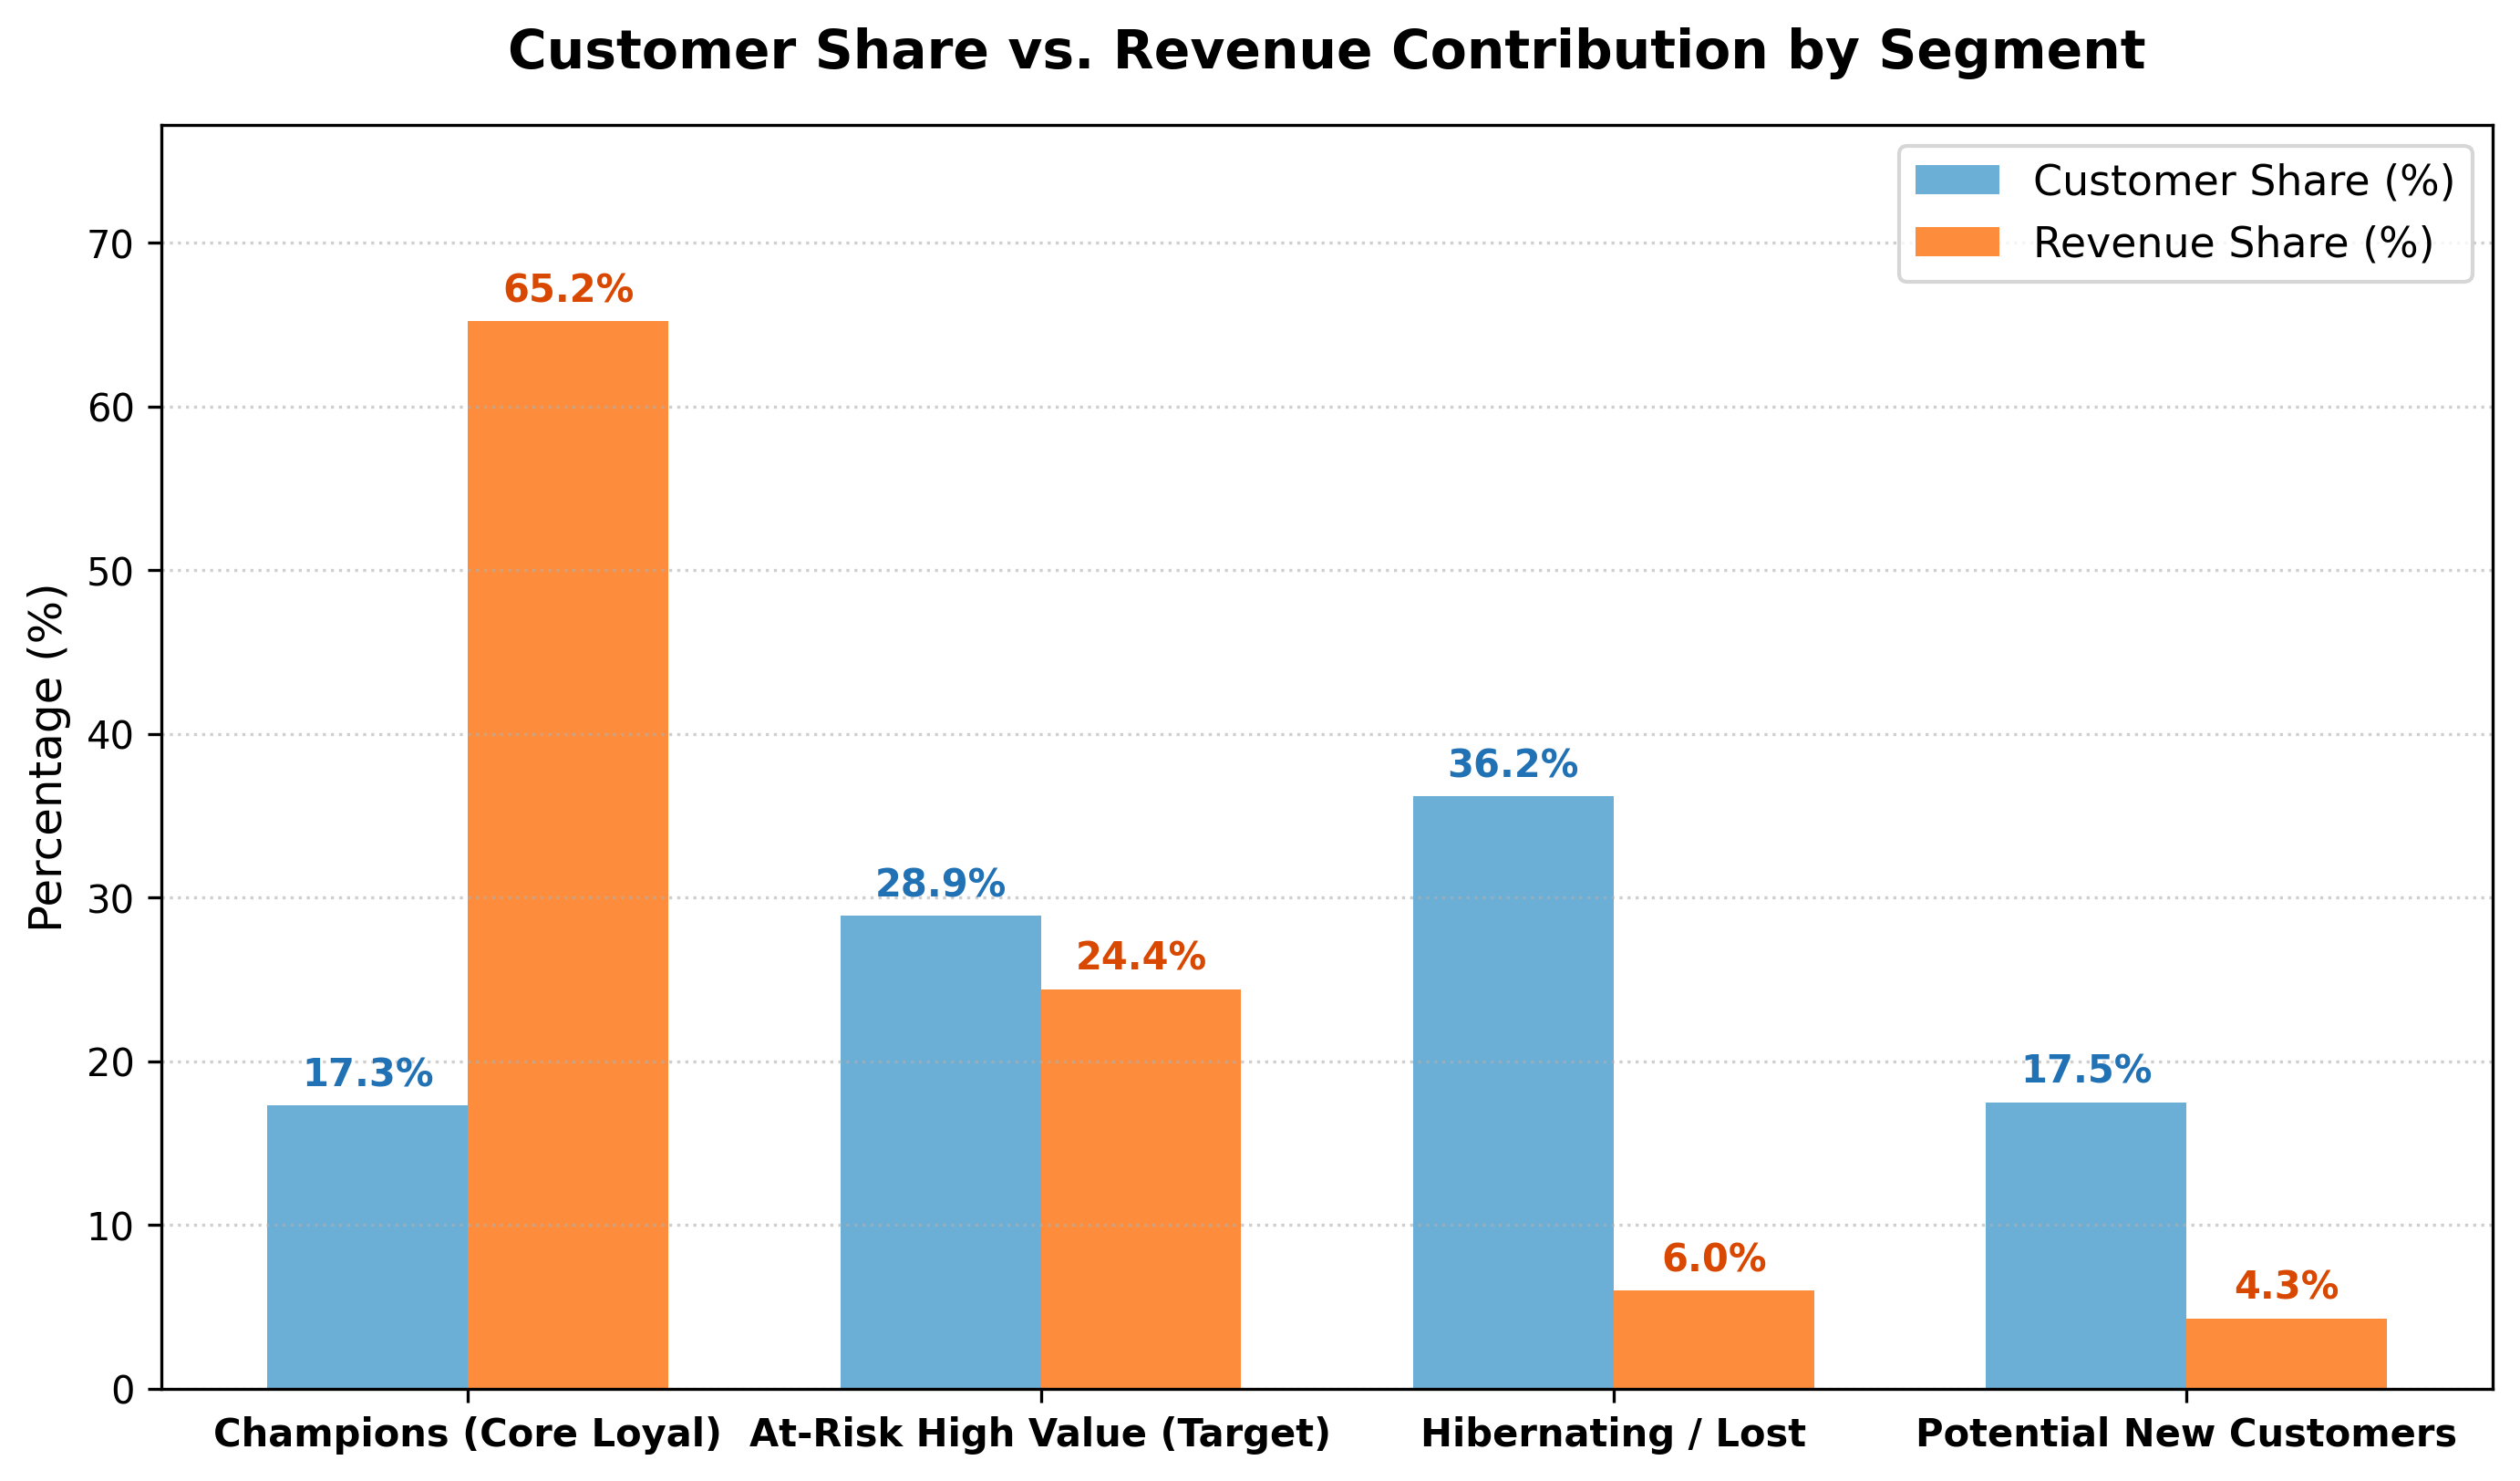 Customer Share vs. Revenue Contribution by Segment
Customer Share (%)
Revenue Share (%)
Percentage (%)
70
60
50
40
30
20
10
0
17.3%
65.2%
28.9%
24.4%
36.2%
6.0%
17.5%
4.3%
Champions (Core Loyal)
At-Risk High Value (Target)
Hibernating / Lost
Potential New Customers